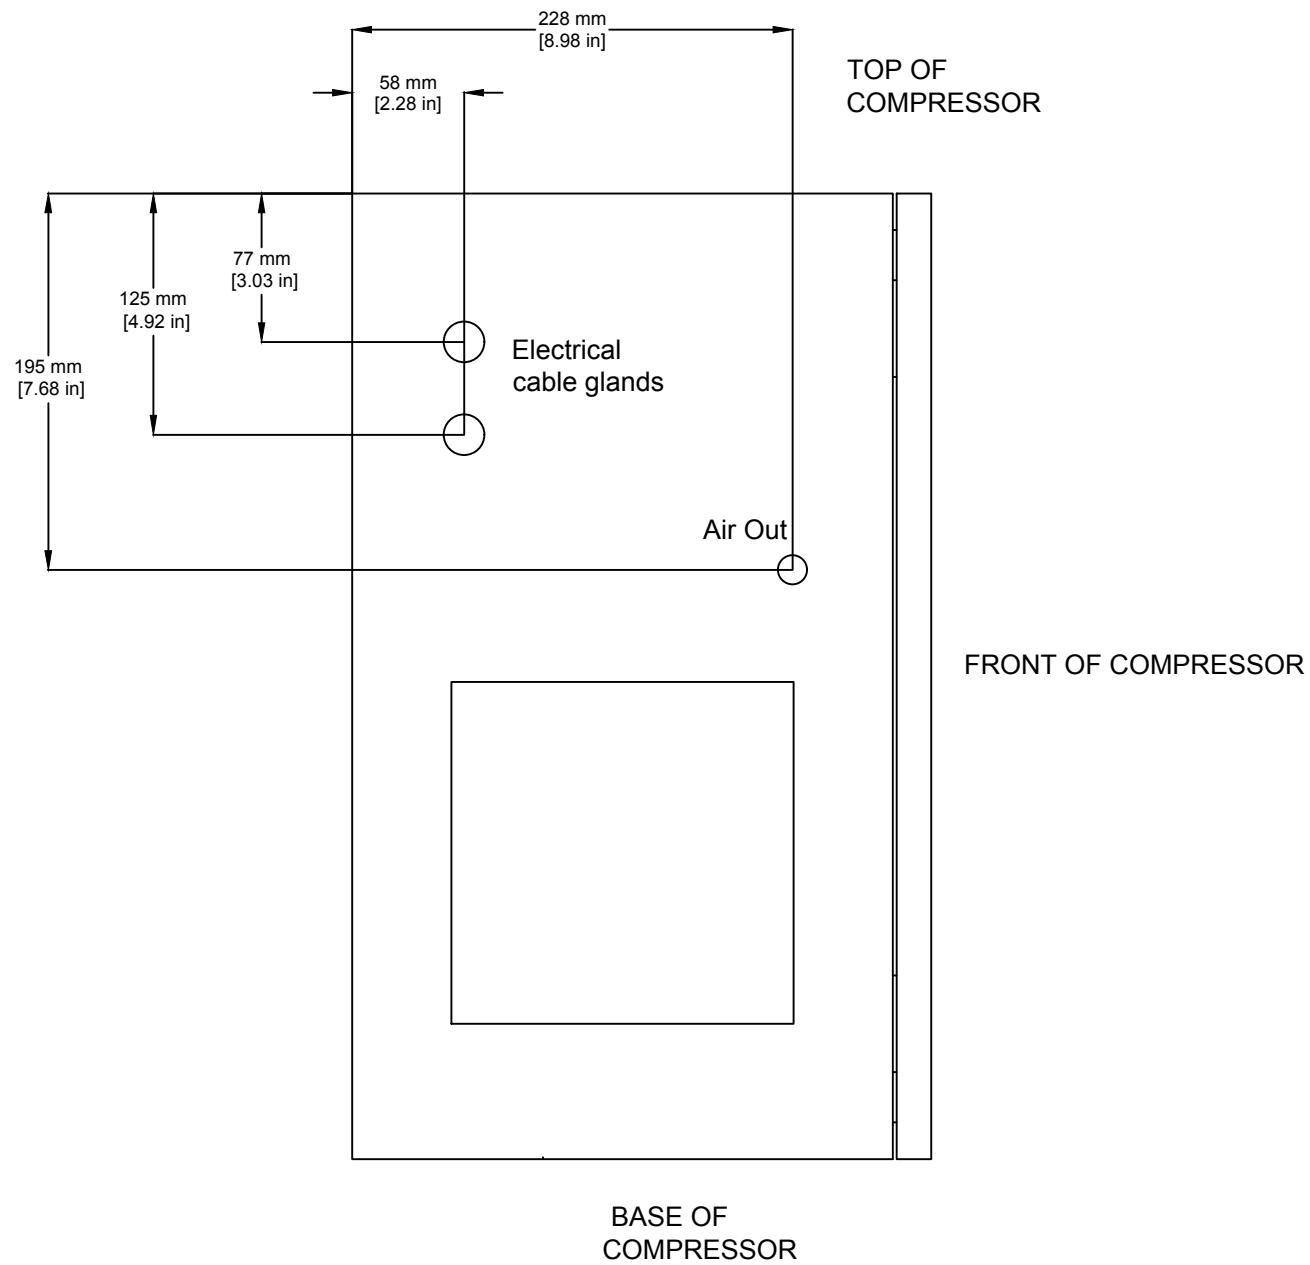 228 mm
[8.98 in]
58 mm
[2.28 in]
TOP OF
COMPRESSOR
77 mm
[3.03 in]
125 mm
[4.92 in]
195 mm
[7.68 in]
Electrical
cable glands
Air Out
FRONT OF COMPRESSOR
BASE OF
COMPRESSOR